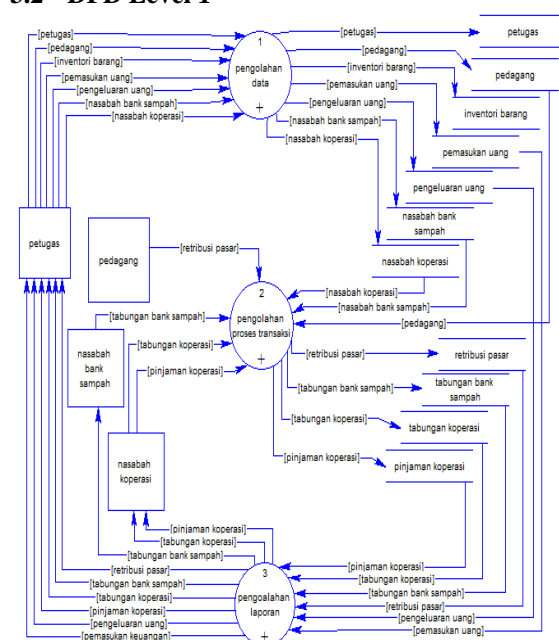 3.2 DFD Level 1
[petugas]
[pedagang]
[inventori barang]
[pemasukan uang]
[pengeluaran uang]
[nasabah bank sampah]
[nasabah koperasi]
1
pengolahan
data
+
[petugas]
[pedagang]
[inventori barang]
[pemasukan uang]
[pengeluaran uang]
[nasabah bank sampah]
[nasabah koperasi]
petugas
pedagang
inventori barang
pemasukan uang
pengeluaran uang
nasabah bank
sampah
nasabah koperasi
petugas
pedagang
[retribusi pasar]
2
pengolahan
proses transaksi
+
[nasabah koperasi]
[nasabah bank sampah]
[pedagang]
[tabungan bank sampah]
[tabungan koperasi]
[pinjaman koperasi]
nasabah
bank
sampah
nasabah
koperasi
[retribusi pasar]
[tabungan bank sampah]
[tabungan koperasi]
[pinjaman koperasi]
retribusi pasar
tabungan bank
sampah
tabungan koperasi
pinjaman koperasi
[pinjaman koperasi]
[tabungan koperasi]
[tabungan bank sampah]
[retribusi pasar]
[tabungan bank sampah]
[tabungan koperasi]
[pinjaman koperasi]
[pengeluaran uang]
[pemasukan keuangan]
3
pengoalahan
laporan
+
[pinjaman koperasi]
[tabungan koperasi]
[tabungan bank sampah]
[retribusi pasar]
[pengeluaran uang]
[pemasukan uang]